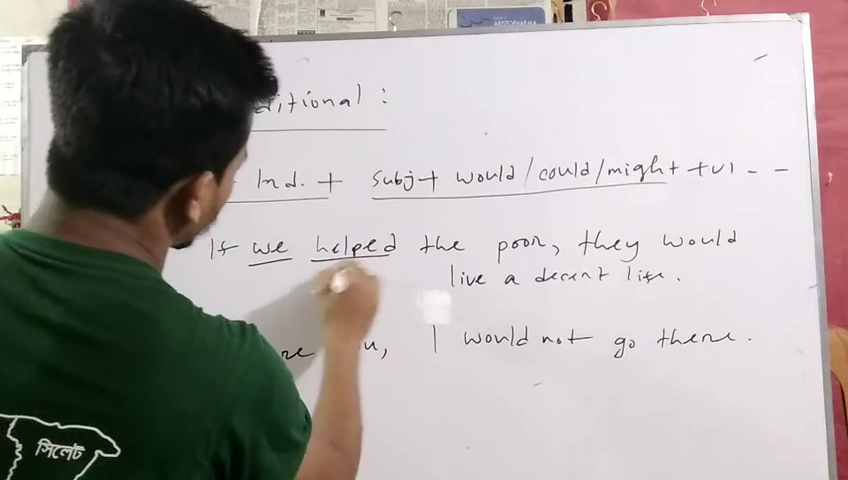 ditional :
Ind. + subj + would/could/might + v1 - -
If we helped the poor, they would
live a decent life.
u, I would not go there.
সিলেট